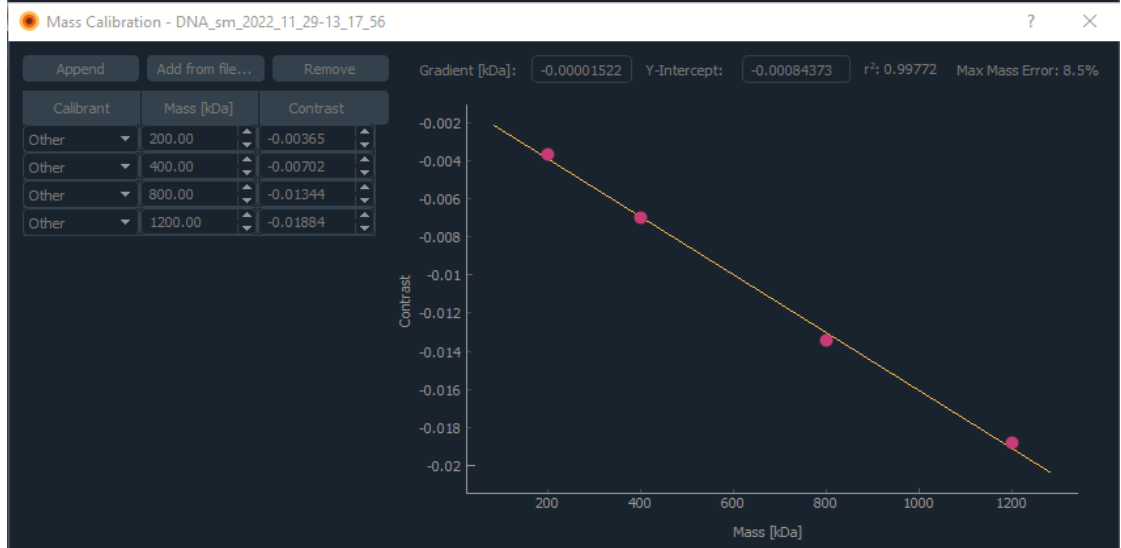 Mass Calibration - DNA_sm_2022_11_29-13_17_56
? ×
Append Add from file... Remove
Gradient [kDa]: -0.00001522 Y-Intercept: -0.00084373 r²: 0.99772 Max Mass Error: 8.5%
Calibrant Mass [kDa] Contrast
Other 200.00 -0.00365
Other 400.00 -0.00702
Other 800.00 -0.01344
Other 1200.00 -0.01884
-0.002
-0.004
-0.006
-0.008
-0.01
-0.012
-0.014
-0.016
-0.018
-0.02
Contrast
200 400 600 800 1000 1200
Mass [kDa]